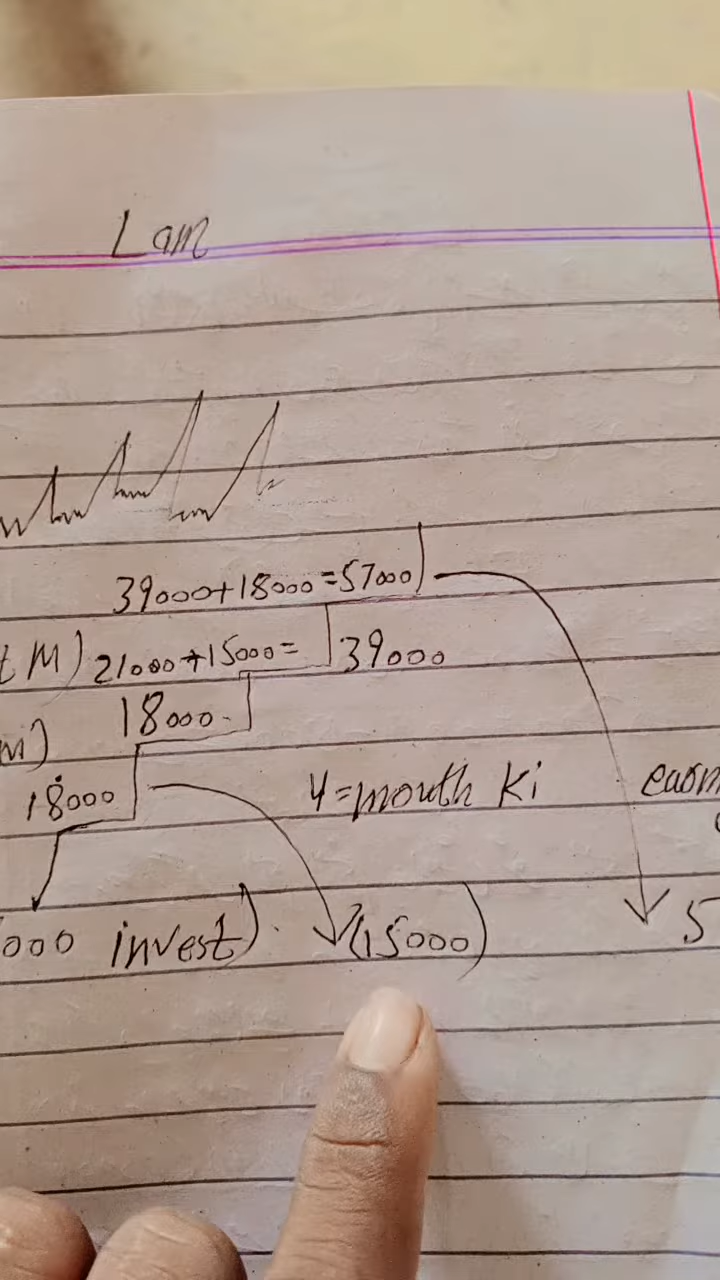 Lam
39000+18000=57000
t M) 21000+15000= 39000
m) 18000
18000
4=mouth Ki earn
000 invest) (15000) 5